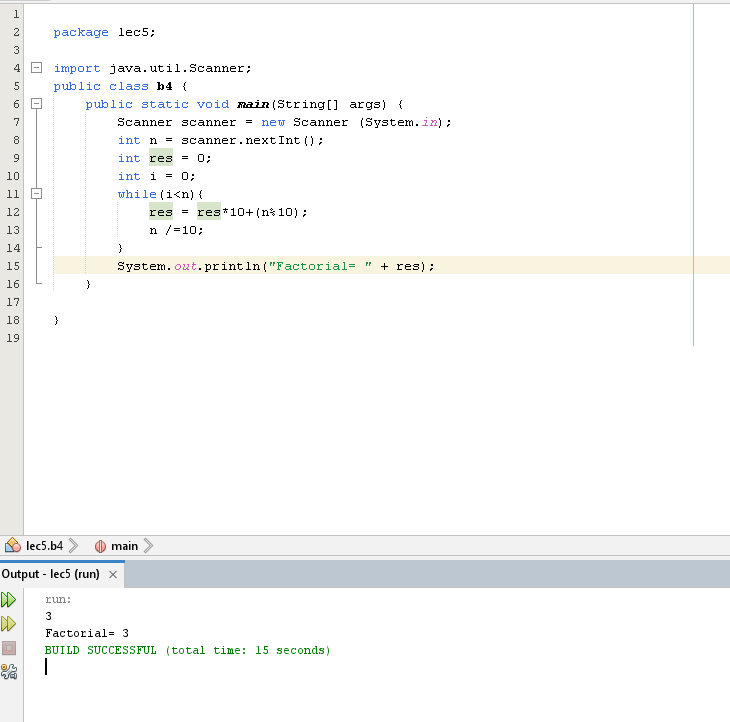 1
2 package lec5;
3
4 import java.util.Scanner;
5 public class b4 {
6 public static void main(String[] args) {
7 Scanner scanner = new Scanner (System.in);
8 int n = scanner.nextInt();
9 int res = 0;
10 int i = 0;
11 while(i<n){
12 res = res*10+(n%10);
13 n /=10;
14 }
15 System.out.println("Factorial= " + res);
16 }
17
18 }
19
lec5.b4 main
Output - lec5 (run) ×
run:
3
Factorial= 3
BUILD SUCCESSFUL (total time: 15 seconds)